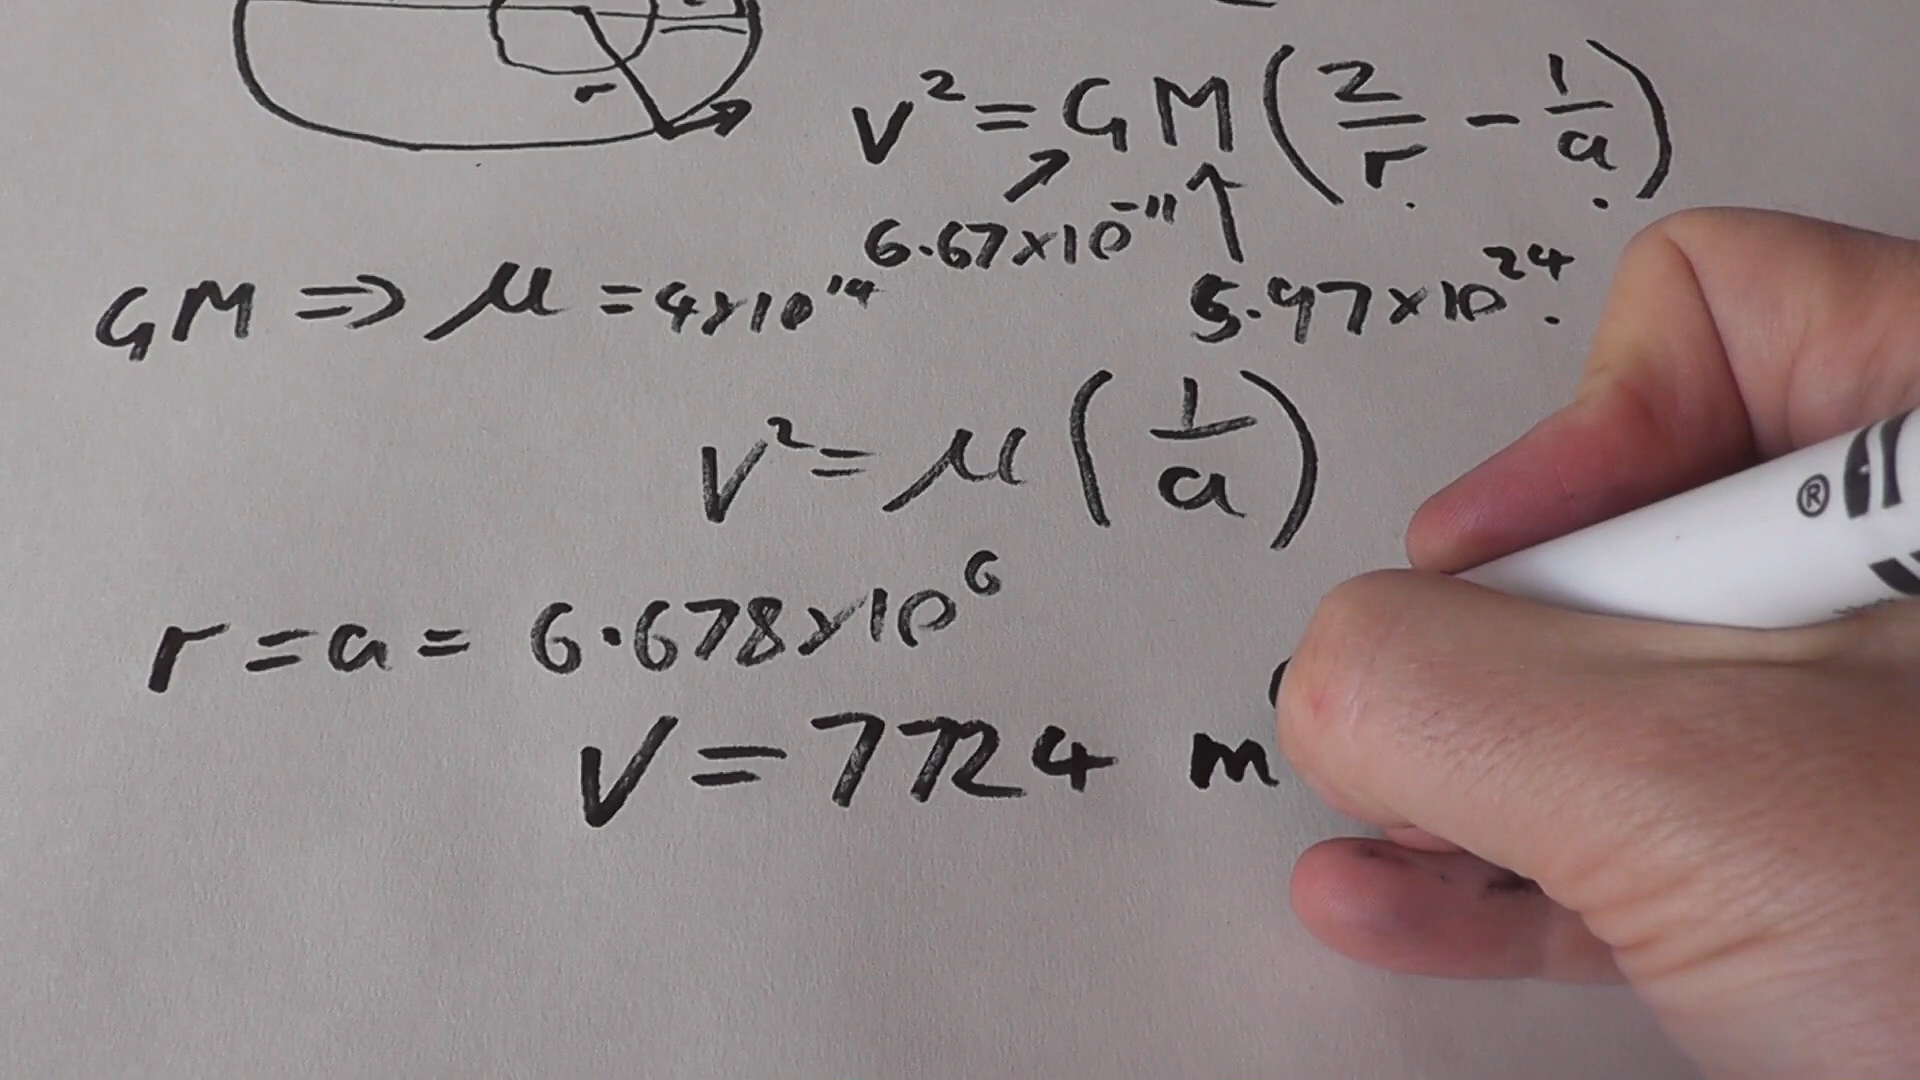 r
v² = GM(2/r - 1/a)
6.67×10⁻¹¹
5.97×10²⁴
GM ⇒ μ = 4×10¹⁴
v² = μ(1/a)
r = a = 6.678×10⁶
V = 7724 m
®